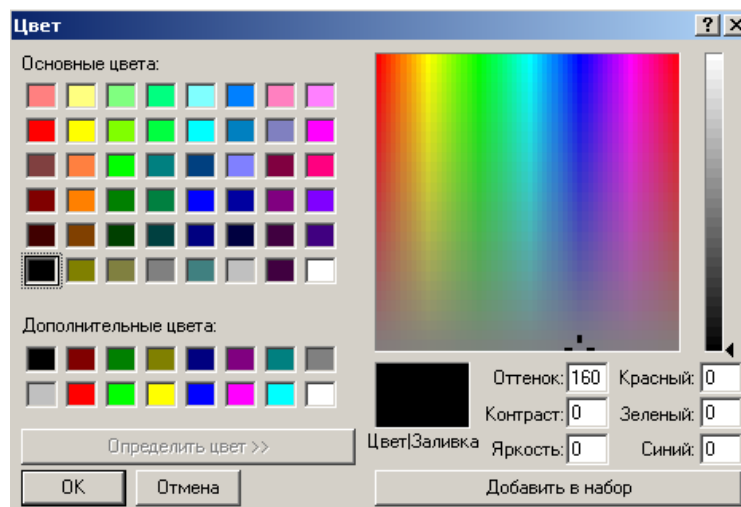 Цвет
Основные цвета:
Дополнительные цвета:
Определить цвет >>
OK Отмена
Цвет|Заливка
Оттенок: 160 Красный: 0
Контраст: 0 Зеленый: 0
Яркость: 0 Синий: 0
Добавить в набор